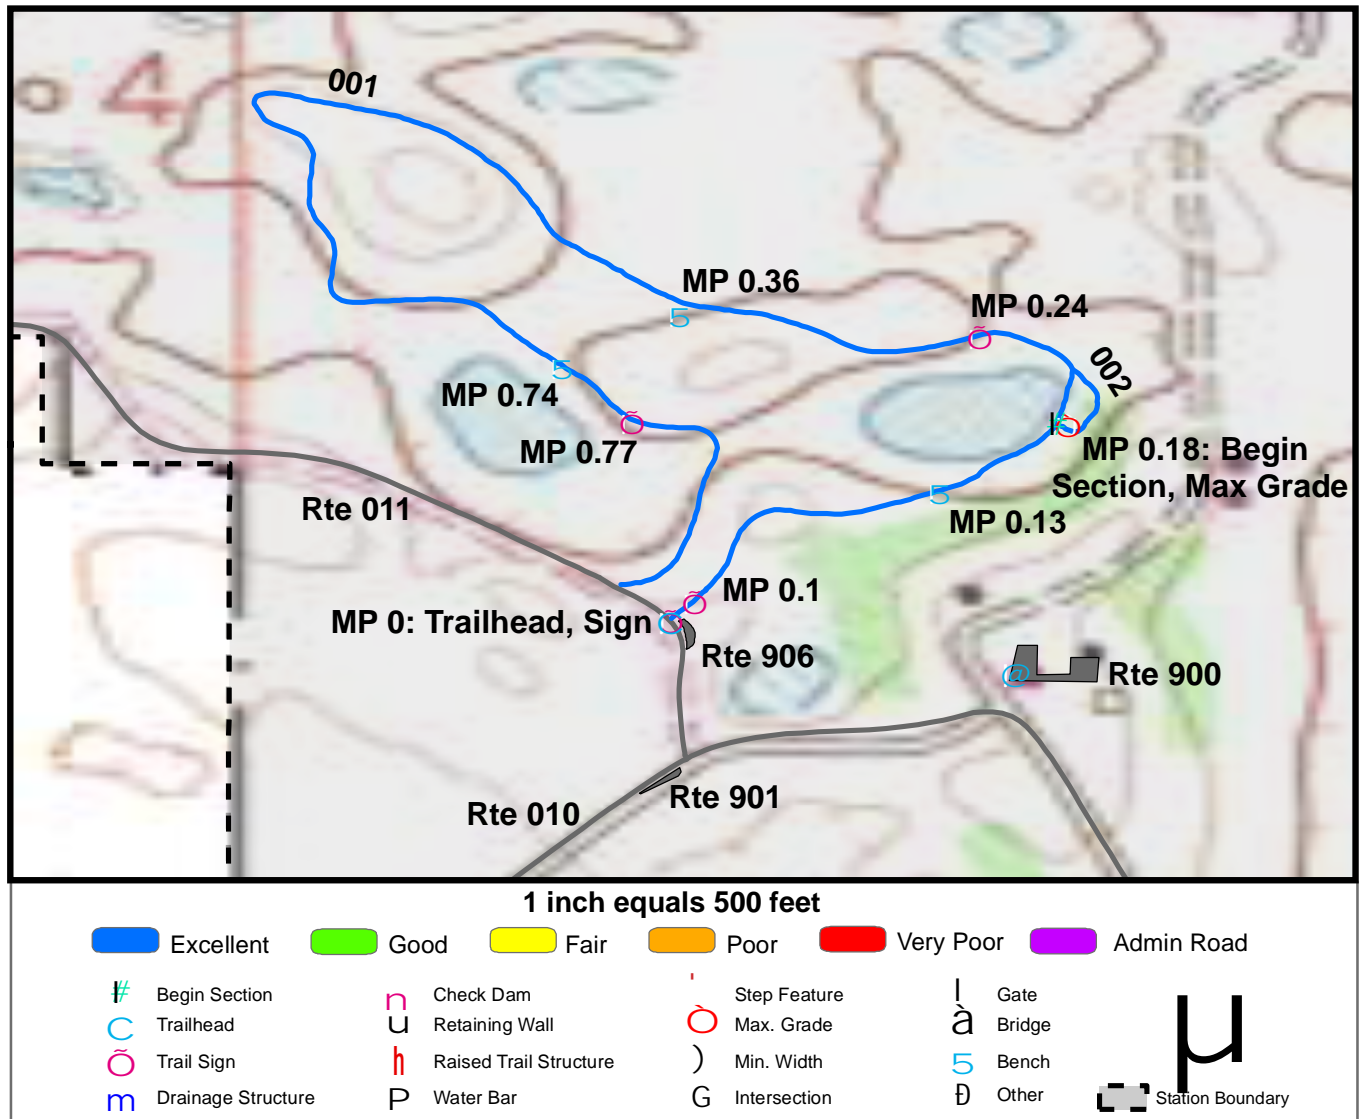 4
001
MP 0.36
MP 0.24
002
MP 0.74
MP 0.77
MP 0.18: Begin
Section, Max Grade
Rte 011
MP 0.13
MP 0.1
MP 0: Trailhead, Sign
Rte 906
Rte 900
Rte 901
Rte 010
1 inch equals 500 feet
Excellent
Good
Fair
Poor
Very Poor
Admin Road
# Begin Section
n Check Dam
' Step Feature
I Gate
C Trailhead
u Retaining Wall
Ò Max. Grade
à Bridge
Õ Trail Sign
h Raised Trail Structure
) Min. Width
5 Bench
m Drainage Structure
P Water Bar
G Intersection
Ð Other
Station Boundary
µ